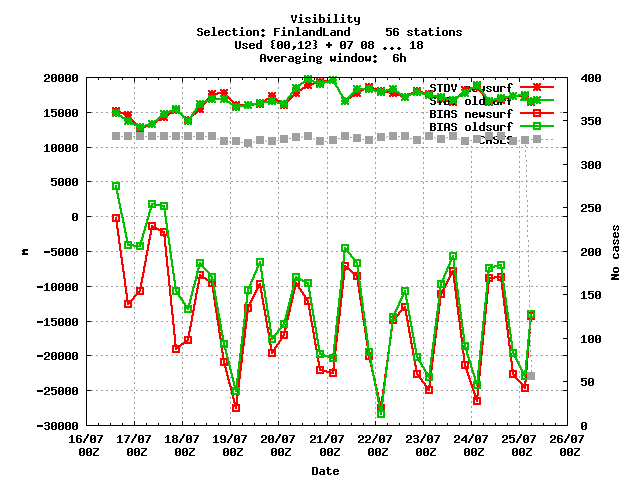 Visibility
Selection: FinlandLand 56 stations
Used {00,12} + 07 08 ... 18
Averaging window: 6h
20000
15000
10000
5000
0
-5000
-10000
-15000
-20000
-25000
-30000
m
400
350
300
250
200
150
100
50
0
No cases
STDV newsurf
STDV oldsurf
BIAS newsurf
BIAS oldsurf
CASES
16/07 17/07 18/07 19/07 20/07 21/07 22/07 23/07 24/07 25/07 26/07
00Z 00Z 00Z 00Z 00Z 00Z 00Z 00Z 00Z 00Z 00Z
Date